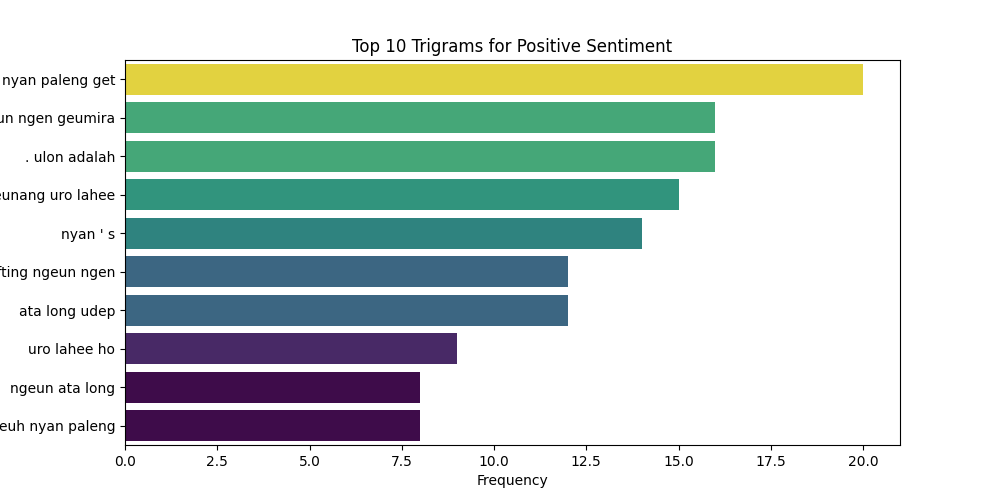 Top 10 Trigrams for Positive Sentiment
nyan paleng get
ngen geumira
. ulon adalah
uro lahee
nyan ' s
ngeun ngen
ata long udep
uro lahee ho
ngeun ata long
nyan paleng
0.0 2.5 5.0 7.5 10.0 12.5 15.0 17.5 20.0
Frequency